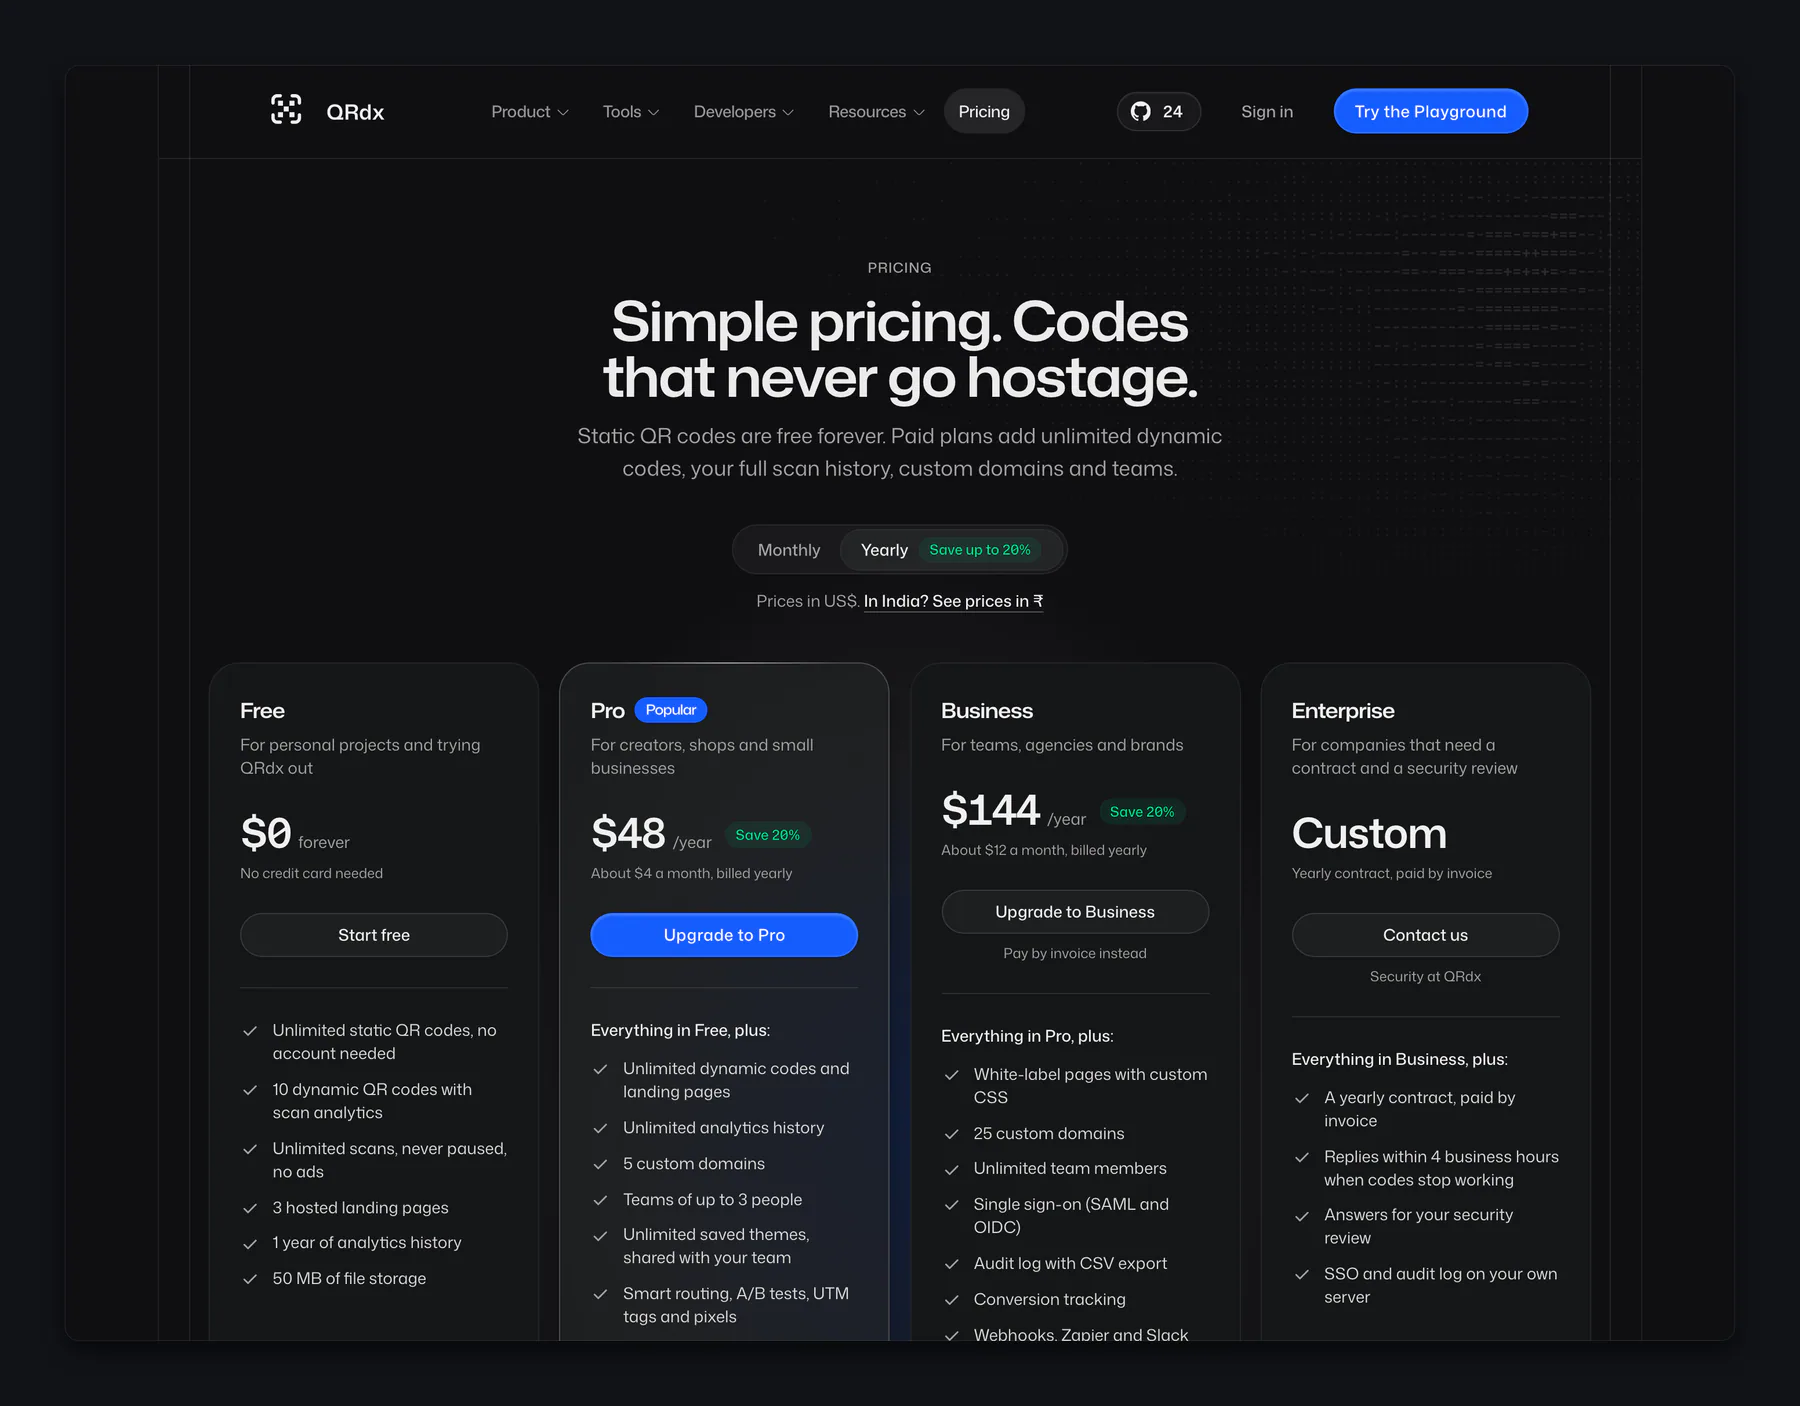 QRdx
Product
Tools
Developers
Resources
Pricing
24
Sign in
Try the Playground
PRICING
Simple pricing. Codes
that never go hostage.
Static QR codes are free forever. Paid plans add unlimited dynamic
codes, your full scan history, custom domains and teams.
Monthly
Yearly
Save up to 20%
Prices in US$. In India? See prices in ₹
Free
For personal projects and trying
QRdx out
$0 forever
No credit card needed
Start free
Unlimited static QR codes, no
account needed
10 dynamic QR codes with
scan analytics
Unlimited scans, never paused,
no ads
3 hosted landing pages
1 year of analytics history
50 MB of file storage
Pro
Popular
For creators, shops and small
businesses
$48 /year
Save 20%
About $4 a month, billed yearly
Upgrade to Pro
Everything in Free, plus:
Unlimited dynamic codes and
landing pages
Unlimited analytics history
5 custom domains
Teams of up to 3 people
Unlimited saved themes,
shared with your team
Smart routing, A/B tests, UTM
tags and pixels
Business
For teams, agencies and brands
$144 /year
Save 20%
About $12 a month, billed yearly
Upgrade to Business
Pay by invoice instead
Everything in Pro, plus:
White-label pages with custom
CSS
25 custom domains
Unlimited team members
Single sign-on (SAML and
OIDC)
Audit log with CSV export
Conversion tracking
Webhooks, Zapier and Slack
Enterprise
For companies that need a
contract and a security review
Custom
Yearly contract, paid by invoice
Contact us
Security at QRdx
Everything in Business, plus:
A yearly contract, paid by
invoice
Replies within 4 business hours
when codes stop working
Answers for your security
review
SSO and audit log on your own
server